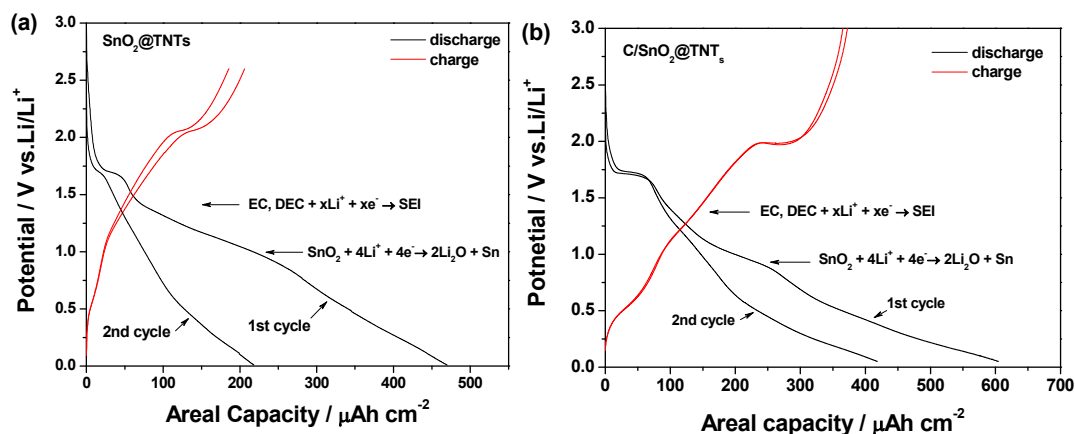 (a)
SnO₂@TNTs
discharge
charge
EC, DEC + xLi⁺ + xe⁻ → SEI
SnO₂ + 4Li⁺ + 4e⁻→ 2Li₂O + Sn
1st cycle
2nd cycle
3.0
2.5
2.0
1.5
1.0
0.5
0.0
0 100 200 300 400 500
Potential / V vs.Li/Li⁺
Areal Capacity / μAh cm⁻²
(b)
C/SnO₂@TNTₛ
discharge
charge
EC, DEC + xLi⁺ + xe⁻ → SEI
SnO₂ + 4Li⁺ + 4e⁻→ 2Li₂O + Sn
1st cycle
2nd cycle
3.0
2.5
2.0
1.5
1.0
0.5
0.0
0 100 200 300 400 500 600 700
Potnetial / V vs.Li/Li⁺
Areal capacity / μAh cm⁻²